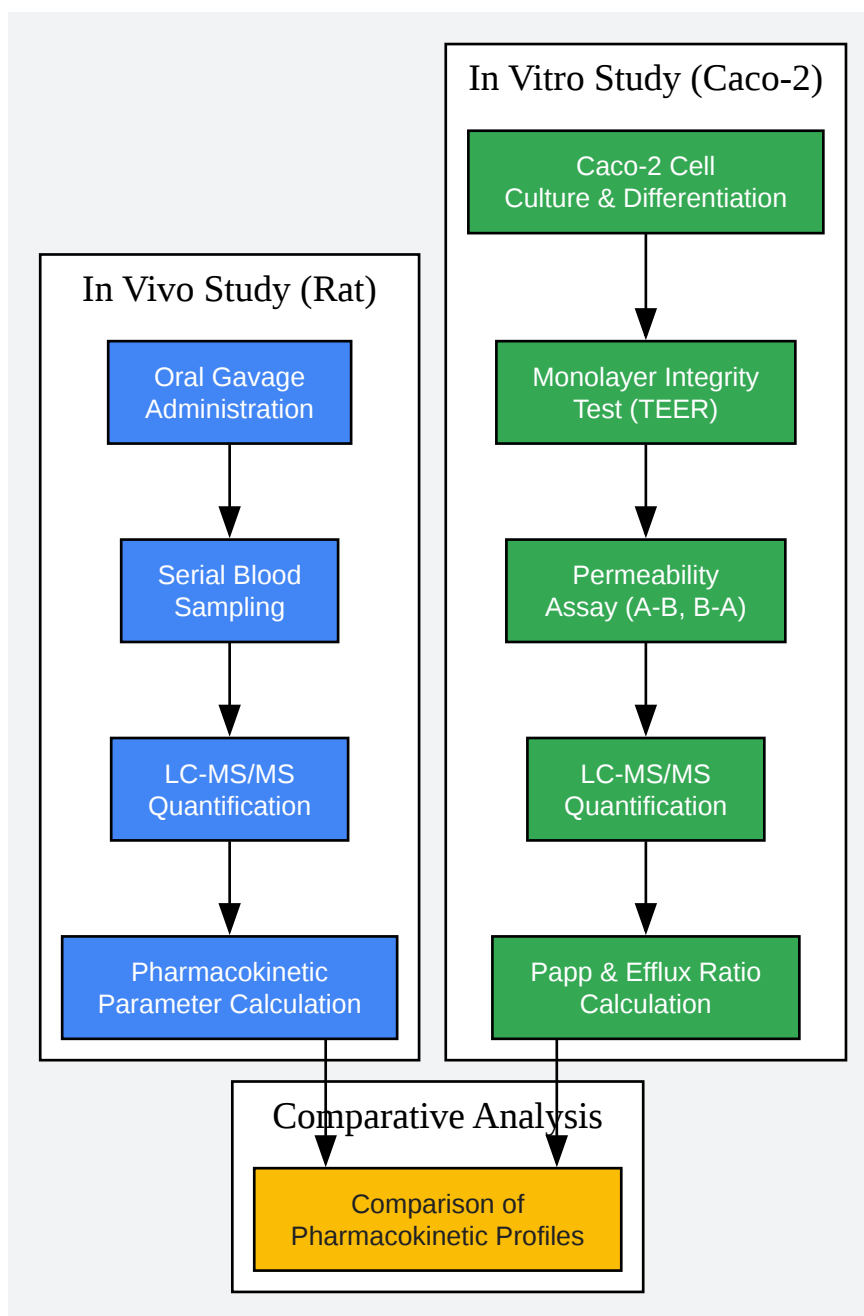 In Vitro Study (Caco-2)
Caco-2 Cell
Culture & Differentiation
Monolayer Integrity
Test (TEER)
Permeability
Assay (A-B, B-A)
LC-MS/MS
Quantification
Papp & Efflux Ratio
Calculation
In Vivo Study (Rat)
Oral Gavage
Administration
Serial Blood
Sampling
LC-MS/MS
Quantification
Pharmacokinetic
Parameter Calculation
Comparative Analysis
Comparison of
Pharmacokinetic Profiles